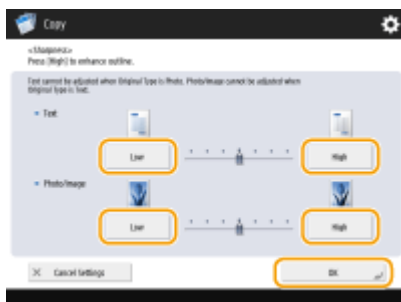 Copy
<Sharpness>
Press [High] to enhance outline.
Text cannot be adjusted when Original Type is Photo. Photo/Image cannot be adjusted when
Original Type is Text.
Text
Low
High
Photo/Image
Low
High
Cancel Settings
OK